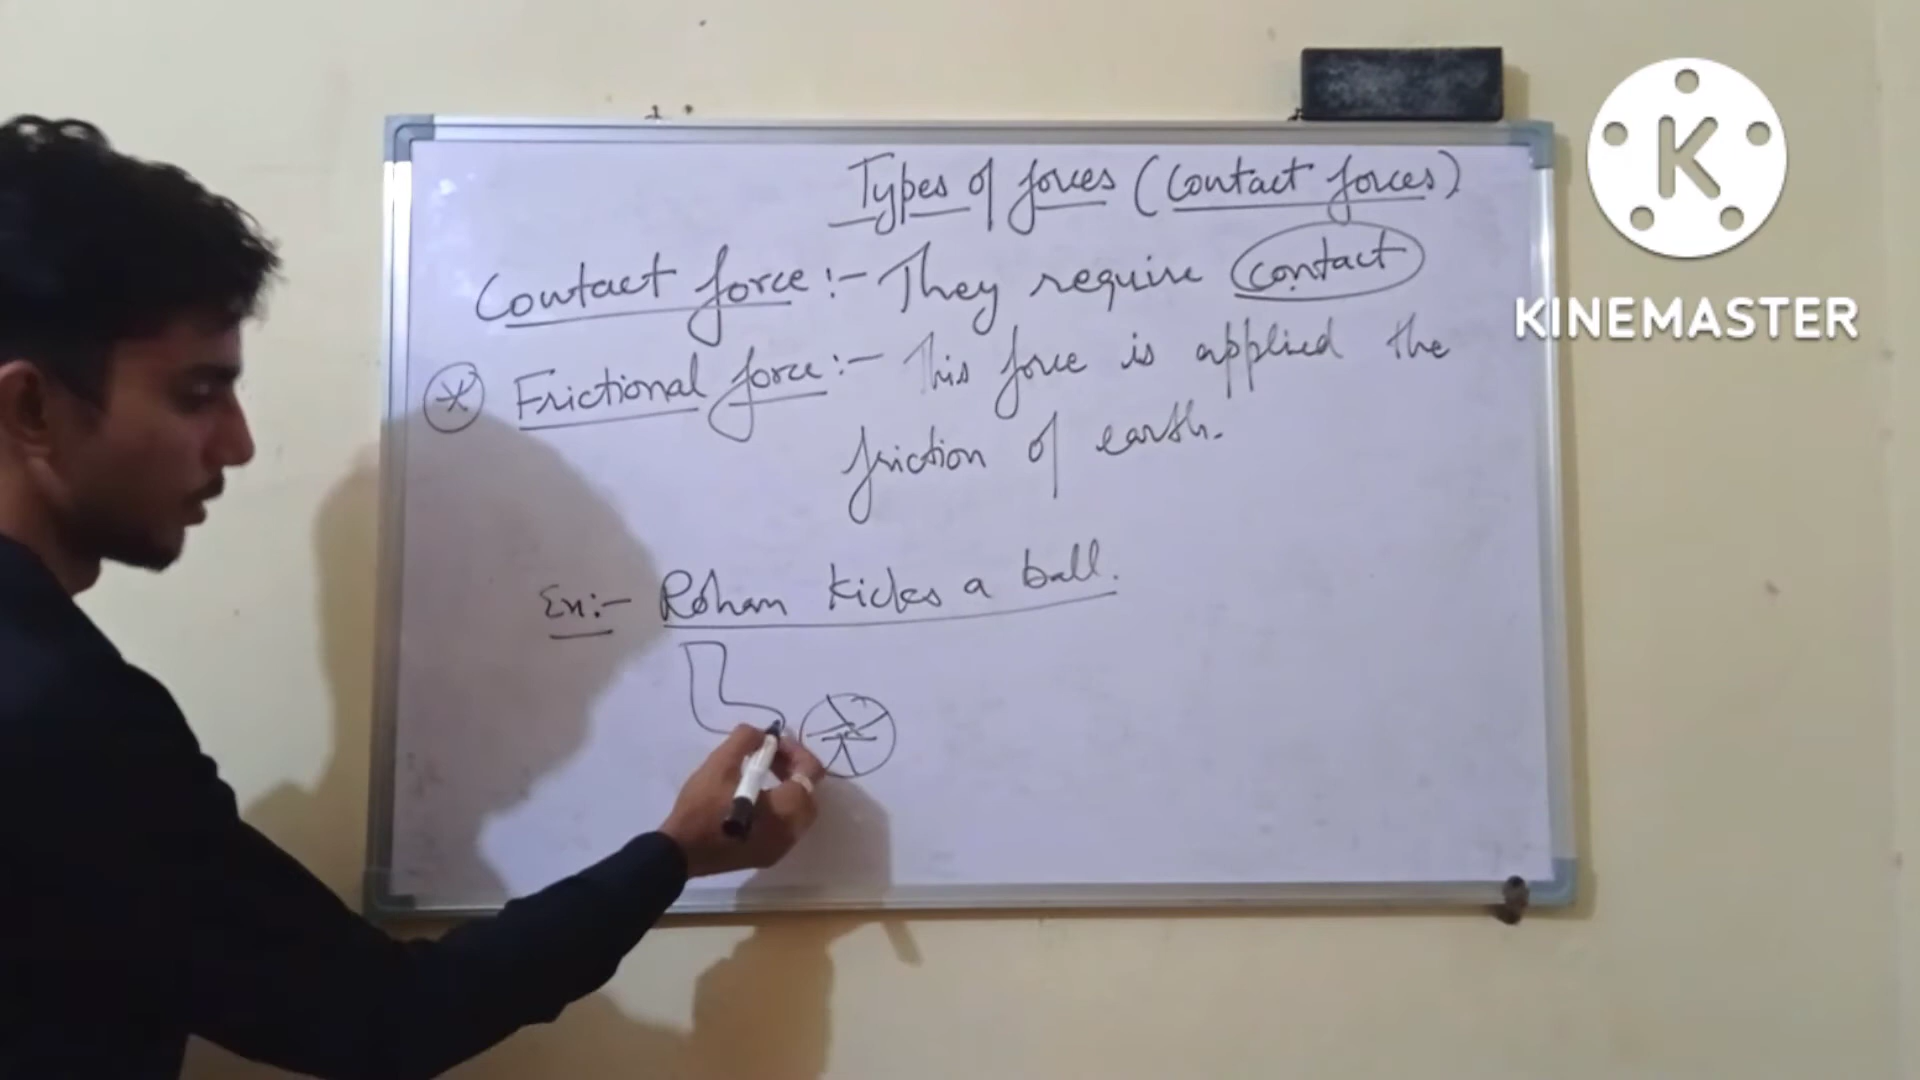 Types of forces (Contact forces)
Contact force :- They require contact
Frictional force :- This force is applied the
friction of earth.
Ex :- Rohan kicks a ball.
K
KINEMASTER